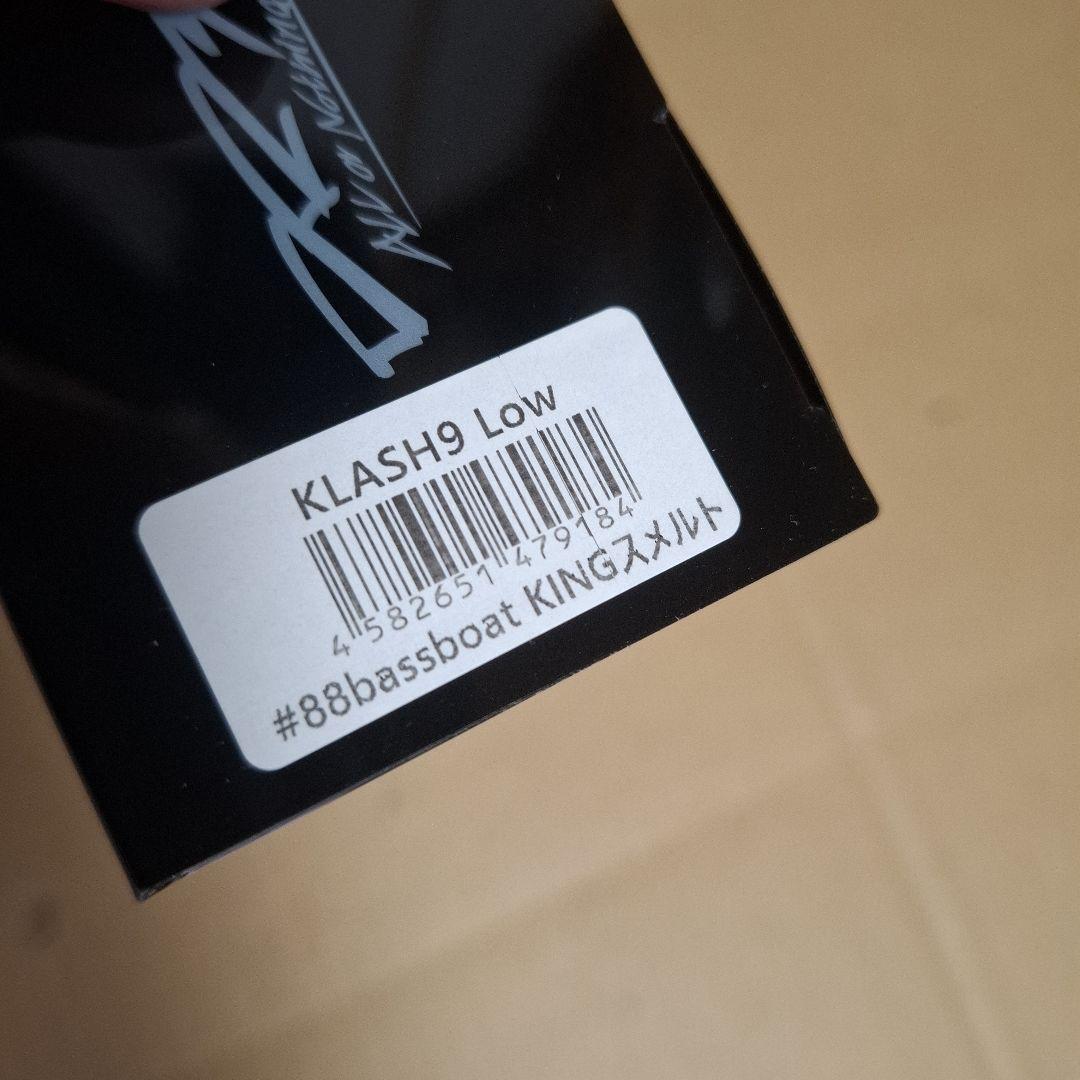 All or Nothing
KLASH9 Low
4 582651 479184
#88bassboat KINGスメルト